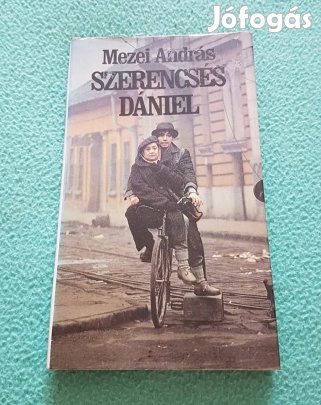 Jófogás
Mezei András
SZERENCSÉS
DÁNIEL